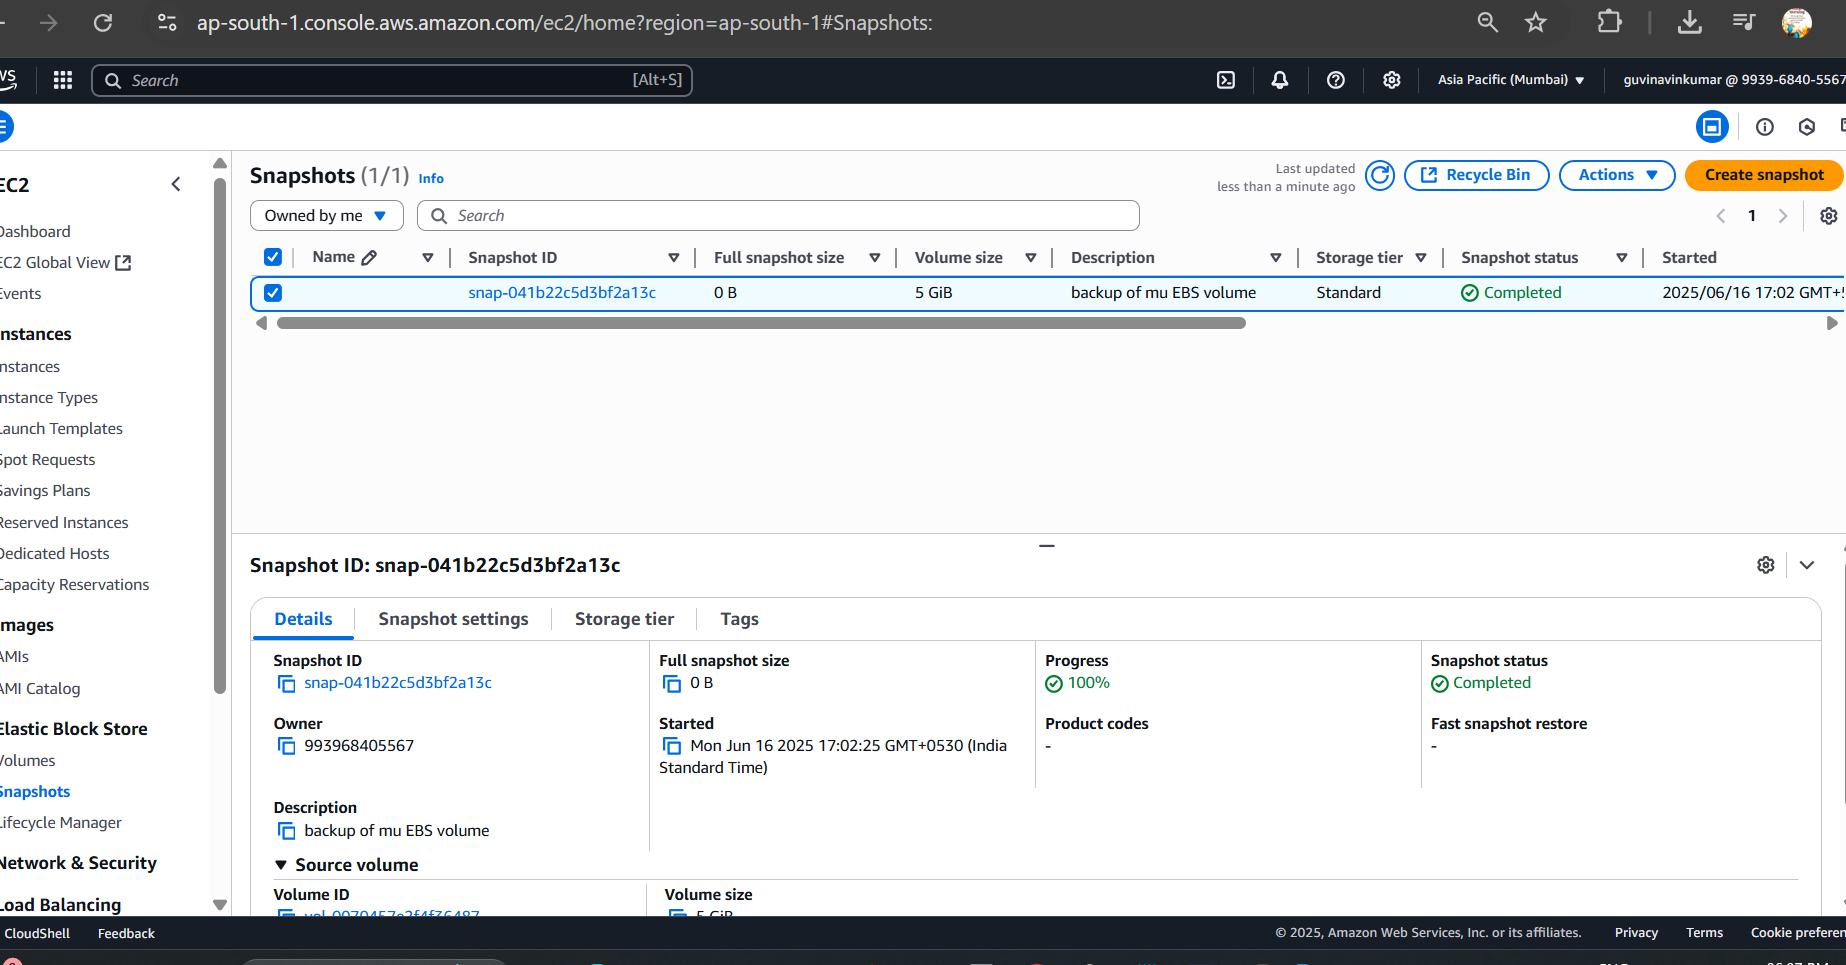 ap-south-1.console.aws.amazon.com/ec2/home?region=ap-south-1#Snapshots:
Search [Alt+S] Asia Pacific (Mumbai) guvinavinkumar @ 9939-6840-5567
EC2
Dashboard
EC2 Global View
Events
Instances
Instances
Instance Types
Launch Templates
Spot Requests
Savings Plans
Reserved Instances
Dedicated Hosts
Capacity Reservations
Images
AMIs
AMI Catalog
Elastic Block Store
Volumes
Snapshots
Lifecycle Manager
Network & Security
Load Balancing
Snapshots (1/1) Info
Last updated
less than a minute ago
Recycle Bin Actions Create snapshot
Owned by me Search 1
Name Snapshot ID Full snapshot size Volume size Description Storage tier Snapshot status Started
snap-041b22c5d3bf2a13c 0 B 5 GiB backup of mu EBS volume Standard Completed 2025/06/16 17:02 GMT+5
Snapshot ID: snap-041b22c5d3bf2a13c
Details Snapshot settings Storage tier Tags
Snapshot ID
snap-041b22c5d3bf2a13c
Full snapshot size
0 B
Progress
100%
Snapshot status
Completed
Owner
993968405567
Started
Mon Jun 16 2025 17:02:25 GMT+0530 (India
Standard Time)
Product codes
-
Fast snapshot restore
-
Description
backup of mu EBS volume
Source volume
Volume ID
Volume size
5 GiB
CloudShell Feedback © 2025, Amazon Web Services, Inc. or its affiliates. Privacy Terms Cookie preferen